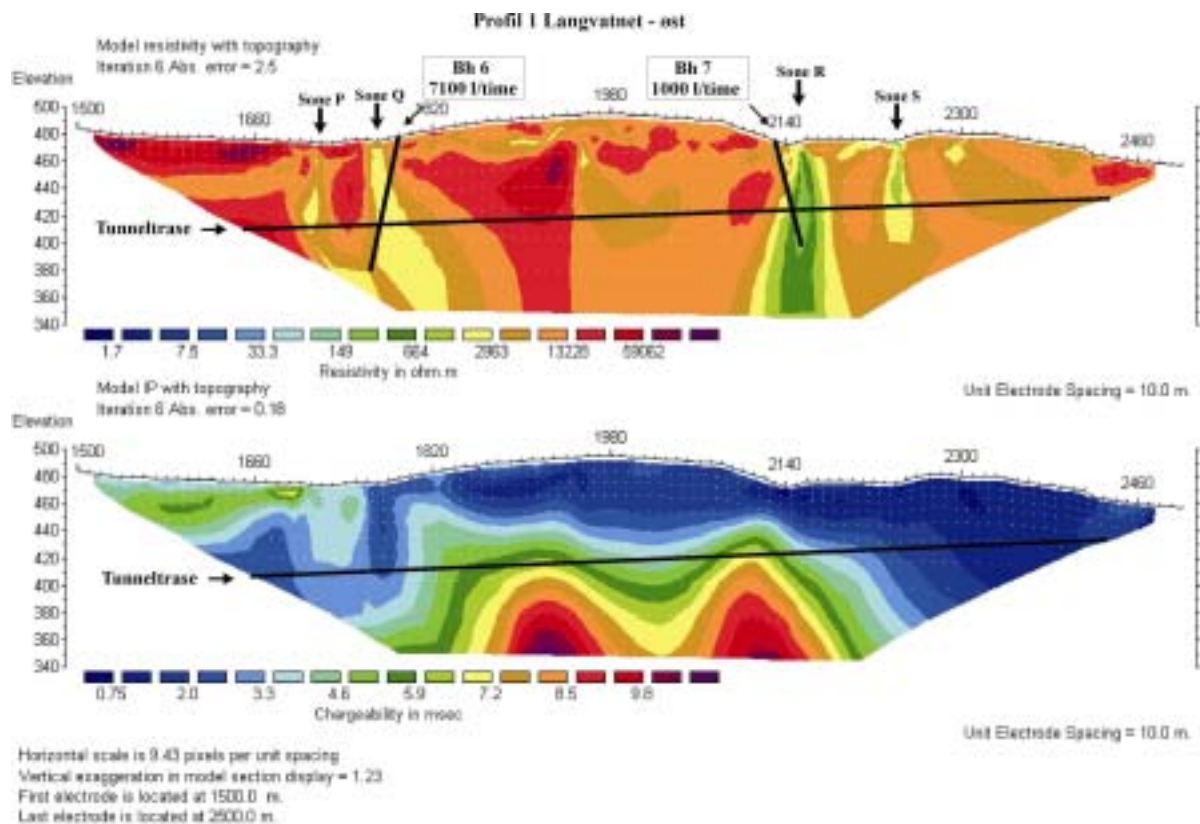 Profil 1 Langvatnet - øst
Model resistivity with topography
Iteration 6 Abs. error = 2.5
Elevation
Bh 6
7100 l/time
Bh 7
1000 l/time
Sone P
Sone Q
Sone R
Sone S
1500
1660
1820
1980
2140
2300
2460
500
480
460
440
420
400
380
360
340
Tunneltrase
1.7 7.5 33.3 149 664 2963 13226 59062
Resistivity in ohm.m
Unit Electrode Spacing = 10.0 m.
Model IP with topography
Iteration 6 Abs. error = 0.18
Elevation
1500
1660
1820
1980
2140
2300
2460
500
480
460
440
420
400
380
360
340
Tunneltrase
0.75 2.0 3.3 4.6 5.9 7.2 8.5 9.8
Chargeability in msec
Unit Electrode Spacing = 10.0 m.
Horizontal scale is 9.43 pixels per unit spacing
Vertical exaggeration in model section display = 1.23
First electrode is located at 1500.0 m.
Last electrode is located at 2500.0 m.